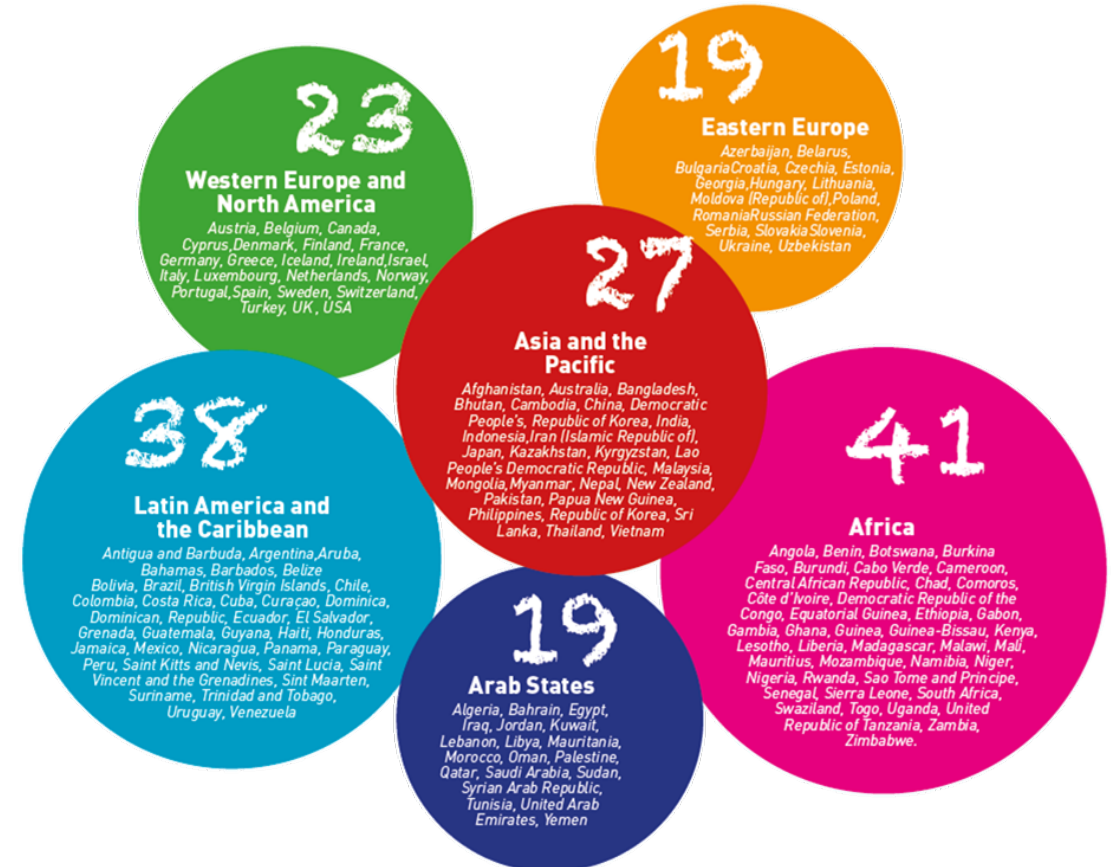 23
Western Europe and
North America
Austria, Belgium, Canada,
Cyprus,Denmark, Finland, France,
Germany, Greece, Iceland, Ireland,Israel,
Italy, Luxembourg, Netherlands, Norway,
Portugal,Spain, Sweden, Switzerland,
Turkey, UK , USA
19
Eastern Europe
Azerbaijan, Belarus,
BulgariaCroatia, Czechia, Estonia,
Georgia,Hungary, Lithuania,
Moldova (Republic of),Poland,
RomaniaRussian Federation,
Serbia, SlovakiaSlovenia,
Ukraine, Uzbekistan
27
Asia and the
Pacific
Afghanistan, Australia, Bangladesh,
Bhutan, Cambodia, China, Democratic
People's, Republic of Korea, India,
Indonesia,Iran (Islamic Republic of),
Japan, Kazakhstan, Kyrgyzstan, Lao
People's Democratic Republic, Malaysia,
Mongolia,Myanmar, Nepal, New Zealand,
Pakistan, Papua New Guinea,
Philippines, Republic of Korea, Sri
Lanka, Thailand, Vietnam
38
Latin America and
the Caribbean
Antigua and Barbuda, Argentina,Aruba,
Bahamas, Barbados, Belize
Bolivia, Brazil, British Virgin Islands, Chile,
Colombia, Costa Rica, Cuba, Curaçao, Dominica,
Dominican, Republic, Ecuador, El Salvador,
Grenada, Guatemala, Guyana, Haiti, Honduras,
Jamaica, Mexico, Nicaragua, Panama, Paraguay,
Peru, Saint Kitts and Nevis, Saint Lucia, Saint
Vincent and the Grenadines, Sint Maarten,
Suriname, Trinidad and Tobago,
Uruguay, Venezuela
41
Africa
Angola, Benin, Botswana, Burkina
Faso, Burundi, Cabo Verde, Cameroon,
Central African Republic, Chad, Comoros,
Côte d'Ivoire, Democratic Republic of the
Congo, Equatorial Guinea, Ethiopia, Gabon,
Gambia, Ghana, Guinea, Guinea-Bissau, Kenya,
Lesotho, Liberia, Madagascar, Malawi, Mali,
Mauritius, Mozambique, Namibia, Niger,
Nigeria, Rwanda, Sao Tome and Principe,
Senegal, Sierra Leone, South Africa,
Swaziland, Togo, Uganda, United
Republic of Tanzania, Zambia,
Zimbabwe.
19
Arab States
Algeria, Bahrain, Egypt,
Iraq, Jordan, Kuwait,
Lebanon, Libya, Mauritania,
Morocco, Oman, Palestine,
Qatar, Saudi Arabia, Sudan,
Syrian Arab Republic,
Tunisia, United Arab
Emirates, Yemen